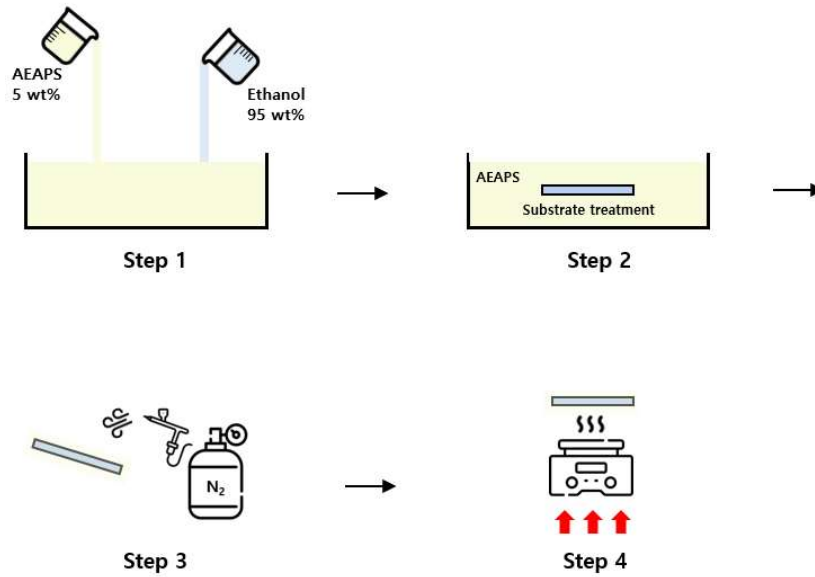 AEAPS
5 wt%
Ethanol
95 wt%
Step 1
AEAPS
Substrate treatment
Step 2
N₂
Step 3
Step 4